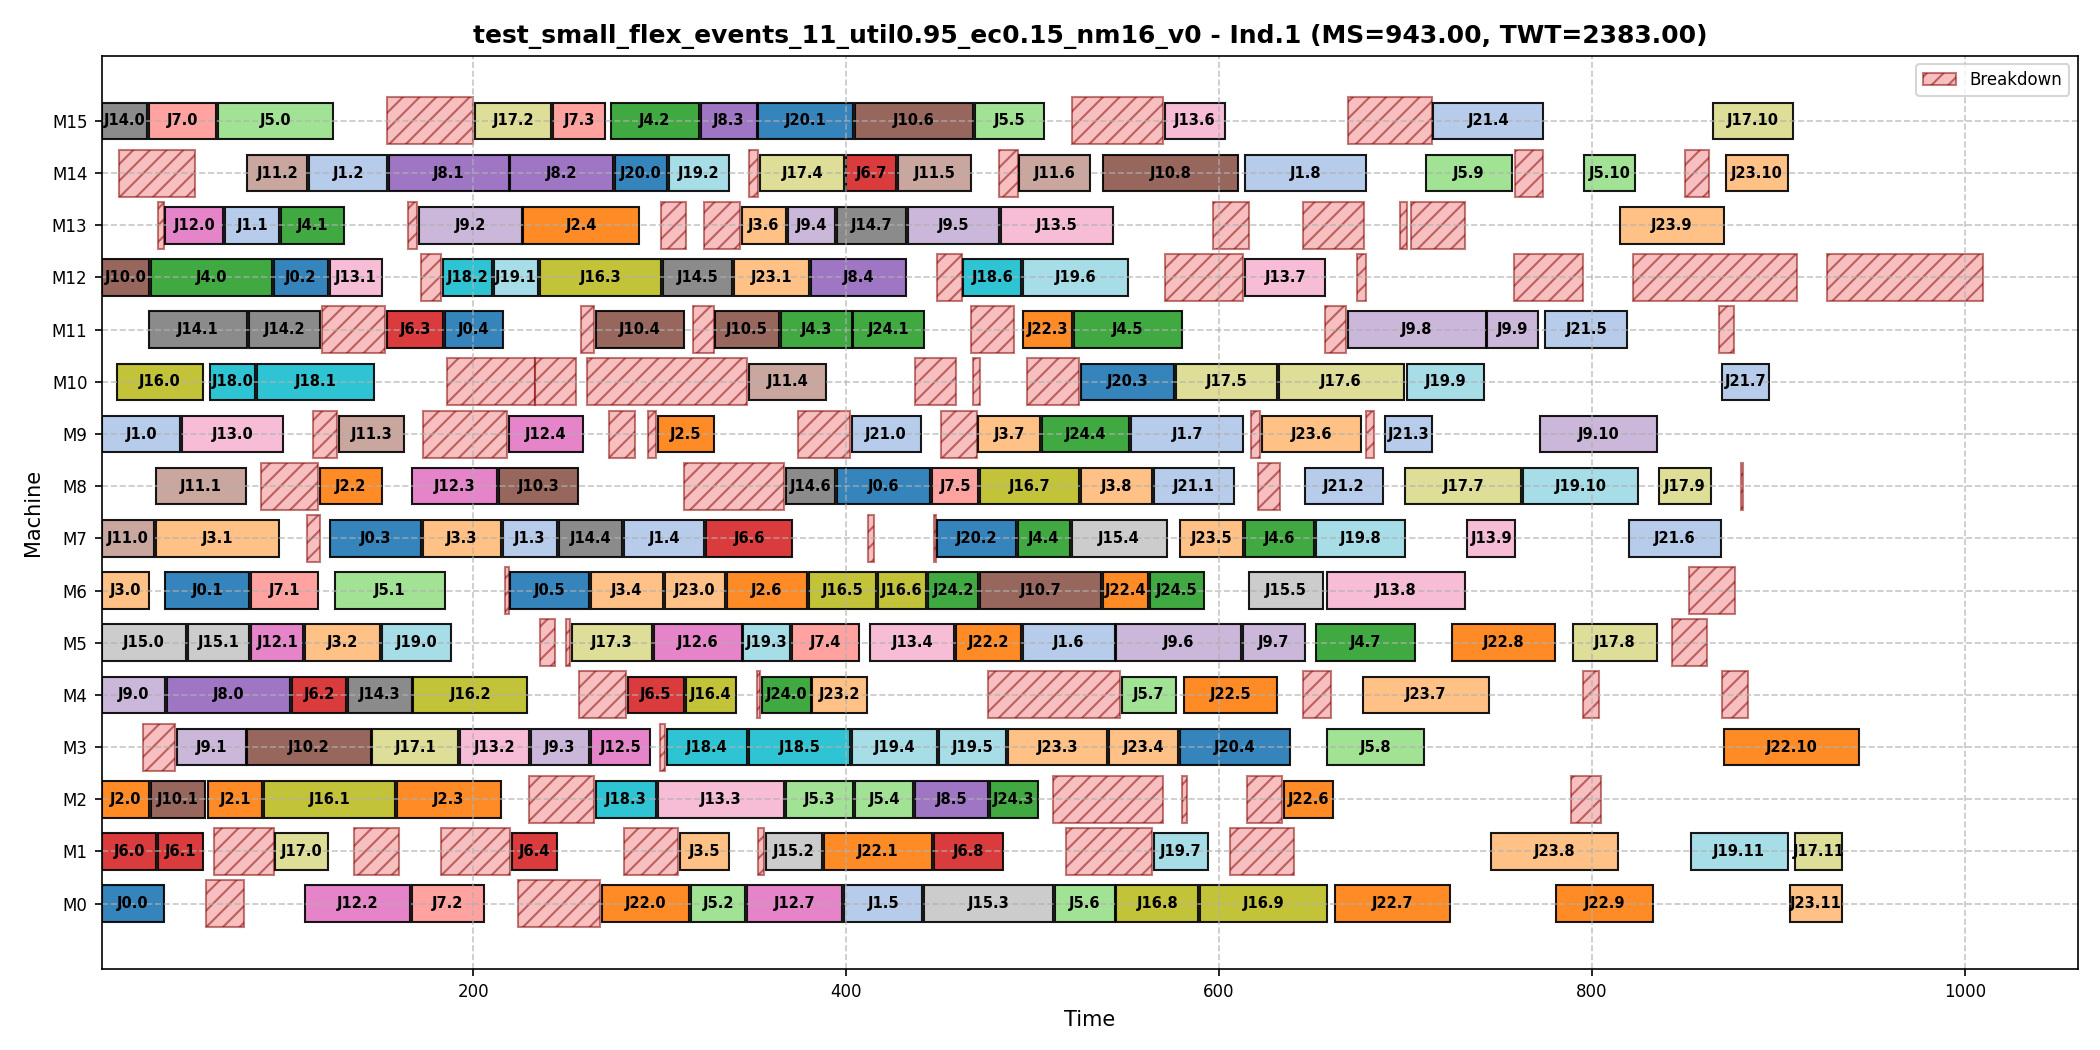 test_small_flex_events_11_util0.95_ec0.15_nm16_v0 - Ind.1 (MS=943.00, TWT=2383.00)
Breakdown
M15 J14.0 J7.0 J5.0 J17.2 J7.3 J4.2 J8.3 J20.1 J10.6 J5.5 J13.6 J21.4 J17.10
M14 J11.2 J1.2 J8.1 J8.2 J20.0 J19.2 J17.4 J6.7 J11.5 J11.6 J10.8 J1.8 J5.9 J5.10 J23.10
M13 J12.0 J1.1 J4.1 J9.2 J2.4 J3.6 J9.4 J14.7 J9.5 J13.5 J23.9
M12 J10.0 J4.0 J0.2 J13.1 J18.2 J19.1 J16.3 J14.5 J23.1 J8.4 J18.6 J19.6 J13.7
M11 J14.1 J14.2 J6.3 J0.4 J10.4 J10.5 J4.3 J24.1 J22.3 J4.5 J9.8 J9.9 J21.5
M10 J16.0 J18.0 J18.1 J11.4 J20.3 J17.5 J17.6 J19.9 J21.7
M9 J1.0 J13.0 J11.3 J12.4 J2.5 J21.0 J3.7 J24.4 J1.7 J23.6 J21.3 J9.10
M8 J11.1 J2.2 J12.3 J10.3 J14.6 J0.6 J7.5 J16.7 J3.8 J21.1 J21.2 J17.7 J19.10 J17.9
M7 J11.0 J3.1 J0.3 J3.3 J1.3 J14.4 J1.4 J6.6 J20.2 J4.4 J15.4 J23.5 J4.6 J19.8 J13.9 J21.6
M6 J3.0 J0.1 J7.1 J5.1 J0.5 J3.4 J23.0 J2.6 J16.5 J16.6 J24.2 J10.7 J22.4 J24.5 J15.5 J13.8
M5 J15.0 J15.1 J12.1 J3.2 J19.0 J17.3 J12.6 J19.3 J7.4 J13.4 J22.2 J1.6 J9.6 J9.7 J4.7 J22.8 J17.8
M4 J9.0 J8.0 J6.2 J14.3 J16.2 J6.5 J16.4 J24.0 J23.2 J5.7 J22.5 J23.7
M3 J9.1 J10.2 J17.1 J13.2 J9.3 J12.5 J18.4 J18.5 J19.4 J19.5 J23.3 J23.4 J20.4 J5.8 J22.10
M2 J2.0 J10.1 J2.1 J16.1 J2.3 J18.3 J13.3 J5.3 J5.4 J8.5 J24.3 J22.6
M1 J6.0 J6.1 J17.0 J6.4 J3.5 J15.2 J22.1 J6.8 J19.7 J23.8 J19.11 J17.11
M0 J0.0 J12.2 J7.2 J22.0 J5.2 J12.7 J1.5 J15.3 J5.6 J16.8 J16.9 J22.7 J22.9 J23.11
Machine
200 400 600 800 1000
Time